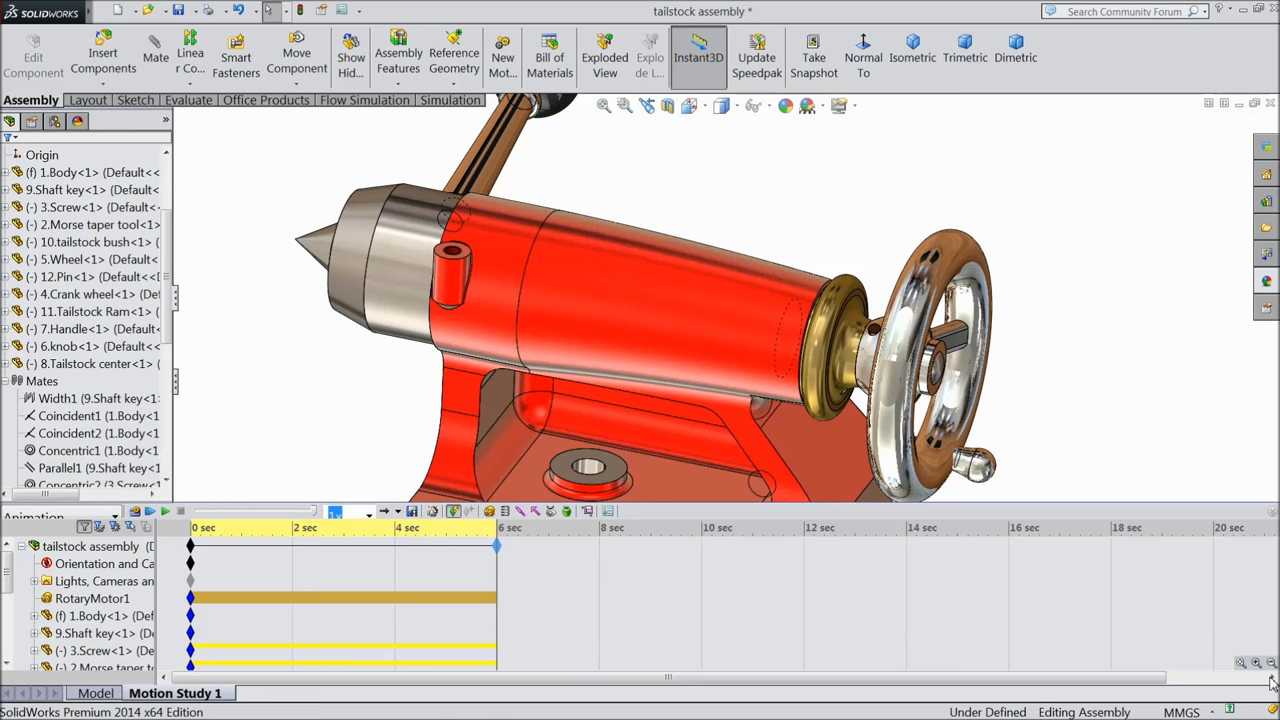 SOLIDWORKS
tailstock assembly *
Search Community Forum
Edit Component
Insert Components
Mate
Linea r Co...
Smart Fasteners
Move Component
Show Hid...
Assembly Features
Reference Geometry
New Mot...
Bill of Materials
Exploded View
Explo de L...
Instant3D
Update Speedpak
Take Snapshot
Normal To
Isometric
Trimetric
Dimetric
Assembly
Layout
Sketch
Evaluate
Office Products
Flow Simulation
Simulation
Origin
(f) 1.Body<1> (Default<<
9.Shaft key<1> (Default<
(-) 3.Screw<1> (Default<
(-) 2.Morse taper tool<1>
(-) 10.tailstock bush<1> (
(-) 5.Wheel<1> (Default<
(-) 12.Pin<1> (Default<<
(-) 4.Crank wheel<1> (De
(-) 11.Tailstock Ram<1> (
(-) 7.Handle<1> (Default
(-) 6.knob<1> (Default<<
(-) 8.Tailstock center<1>
Mates
Width1 (9.Shaft key<1
Coincident1 (1.Body<1
Coincident2 (1.Body<1
Concentric1 (1.Body<1
Parallel1 (9.Shaft key<
Concentric2 (3.Screw<1
Animation
0 sec
2 sec
4 sec
6 sec
8 sec
10 sec
12 sec
14 sec
16 sec
18 sec
20 sec
tailstock assembly (D
Orientation and Ca
Lights, Cameras an
RotaryMotor1
(f) 1.Body<1> (Def
9.Shaft key<1> (De
(-) 3.Screw<1> (De
(-) 2.Morse taper t
Model
Motion Study 1
SolidWorks Premium 2014 x64 Edition
Under Defined
Editing Assembly
MMGS